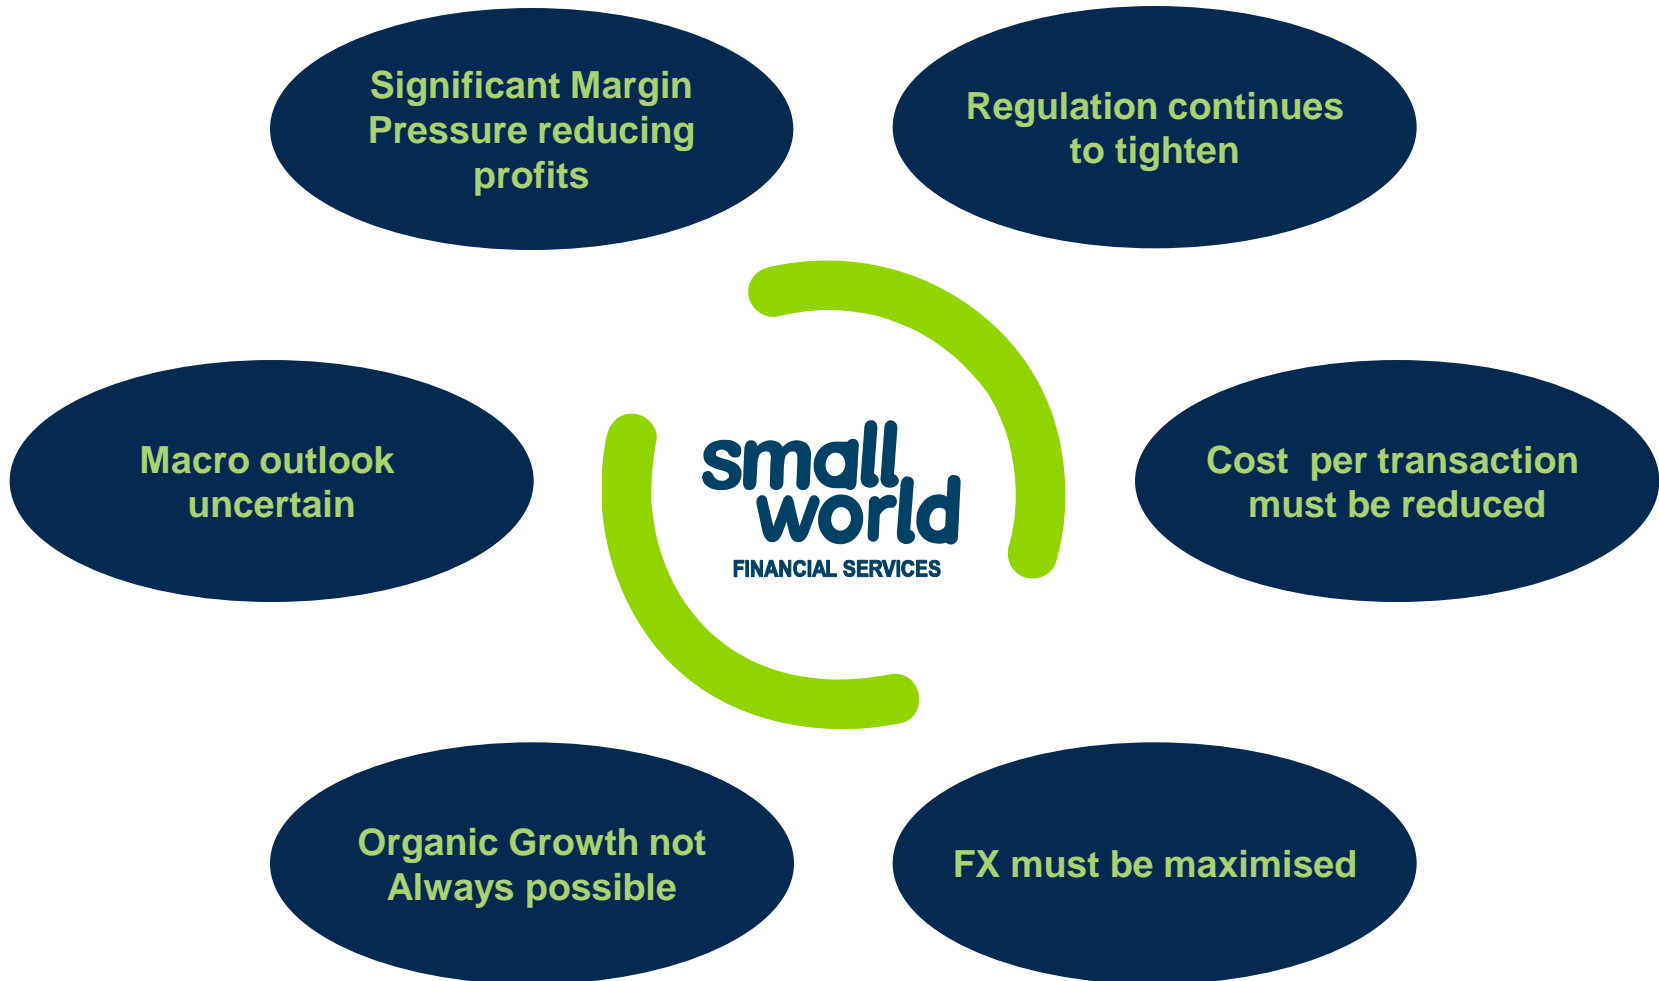 Significant Margin
Pressure reducing
profits
Regulation continues
to tighten
Macro outlook
uncertain
small
world
FINANCIAL SERVICES
Cost  per transaction
must be reduced
Organic Growth not
Always possible
FX must be maximised